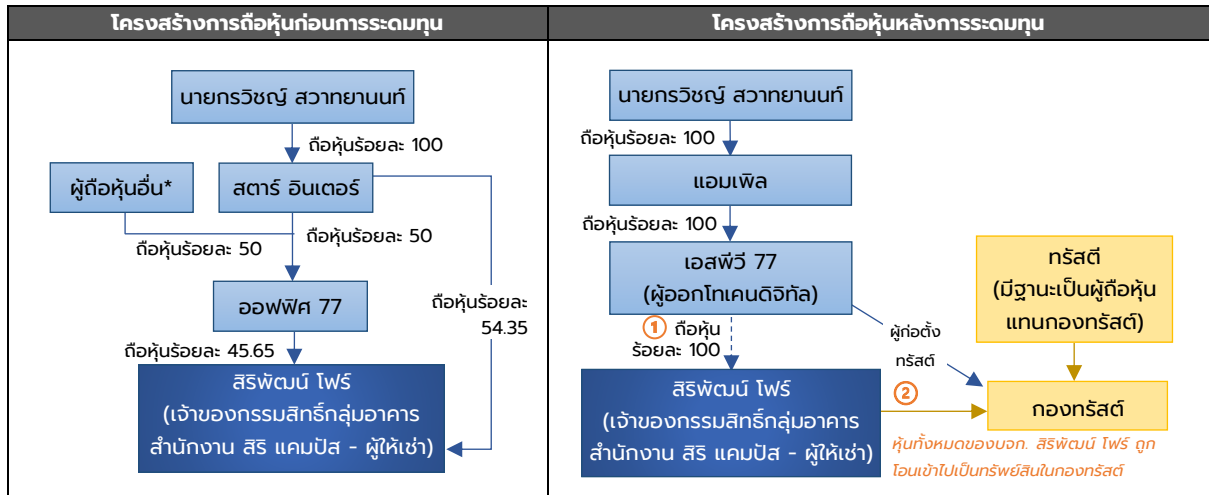 โครงสร้างการถือหุ้นก่อนการระดมทุน
นายกรวิชญ์ สวาทยานนท์
ถือหุ้นร้อยละ 100
ผู้ถือหุ้นอื่น*
สตาร์ อินเตอร์
ถือหุ้นร้อยละ 50
ถือหุ้นร้อยละ 50
ออฟฟิศ 77
ถือหุ้นร้อยละ
54.35
ถือหุ้นร้อยละ 45.65
สิริพัฒน์ โฟร์
(เจ้าของกรรมสิทธิ์กลุ่มอาคาร
สำนักงาน สิริ แคมปัส - ผู้ให้เช่า)
โครงสร้างการถือหุ้นหลังการระดมทุน
นายกรวิชญ์ สวาทยานนท์
ถือหุ้นร้อยละ 100
แอมเพิล
ถือหุ้นร้อยละ 100
เอสพีวี 77
(ผู้ออกโทเคนดิจิทัล)
1 ถือหุ้น
ร้อยละ 100
ผู้ก่อตั้ง
ทรัสต์
ทรัสตี
(มีฐานะเป็นผู้ถือหุ้น
แทนกองทรัสต์)
สิริพัฒน์ โฟร์
(เจ้าของกรรมสิทธิ์กลุ่มอาคาร
สำนักงาน สิริ แคมปัส - ผู้ให้เช่า)
2
กองทรัสต์
หุ้นทั้งหมดของบจก. สิริพัฒน์ โฟร์ ถูก
โอนเข้าไปเป็นทรัพย์สินในกองทรัสต์